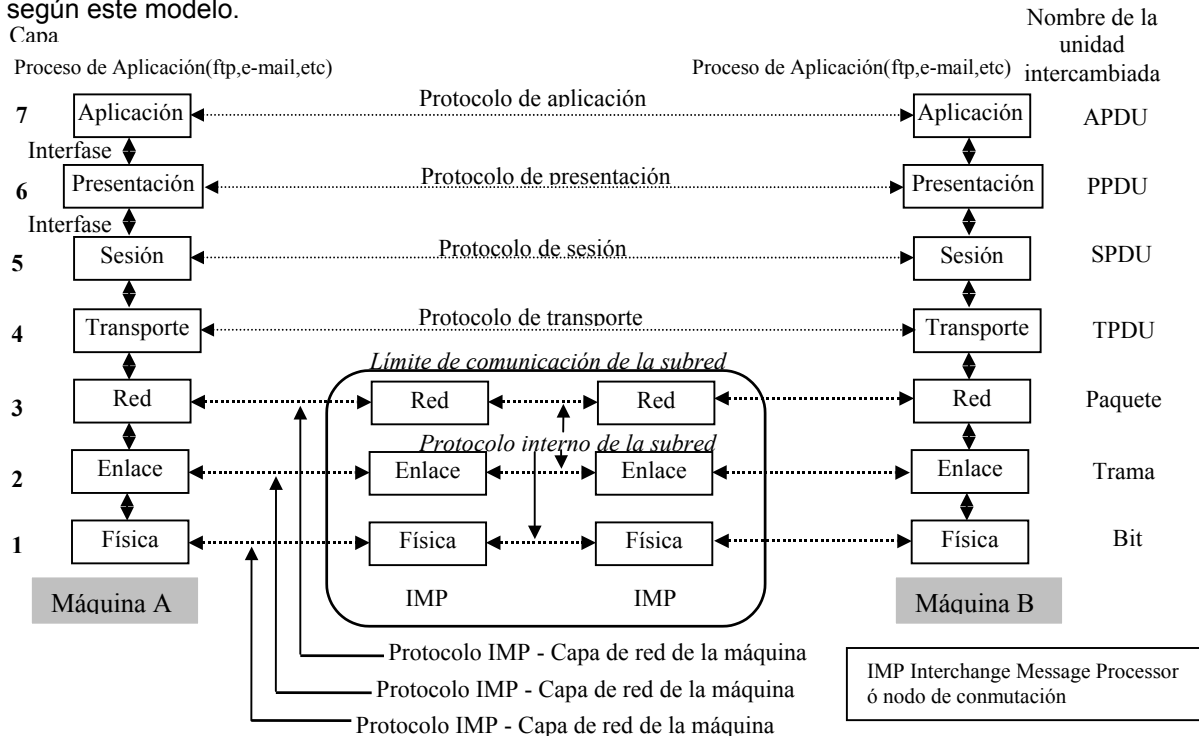 según este modelo.
Capa
Nombre de la
unidad
intercambiada
Proceso de Aplicación(ftp,e-mail,etc)
Proceso de Aplicación(ftp,e-mail,etc)
7
Aplicación
Protocolo de aplicación
Aplicación
APDU
Interfase
6
Presentación
Protocolo de presentación
Presentación
PPDU
Interfase
5
Sesión
Protocolo de sesión
Sesión
SPDU
4
Transporte
Protocolo de transporte
Transporte
TPDU
Límite de comunicación de la subred
3
Red
Red
Red
Red
Paquete
Protocolo interno de la subred
2
Enlace
Enlace
Enlace
Enlace
Trama
1
Física
Física
Física
Física
Bit
Máquina A
IMP
IMP
Máquina B
Protocolo IMP - Capa de red de la máquina
Protocolo IMP - Capa de red de la máquina
Protocolo IMP - Capa de red de la máquina
IMP Interchange Message Processor
ó nodo de conmutación